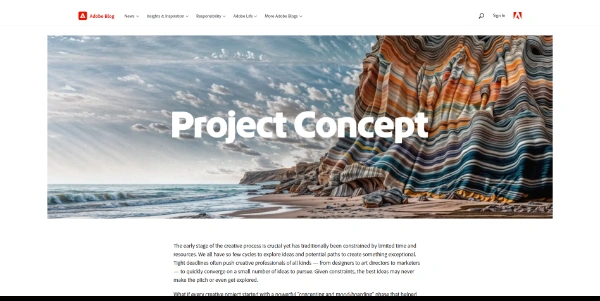 Adobe Blog News Insights & Inspiration Responsibility Adobe Life More Adobe Blogs Sign In
Project Concept
The early stage of the creative process is crucial yet has traditionally been constrained by limited time and
resources. We all have so few cycles to explore ideas and potential paths to create something exceptional.
Tight deadlines often push creative professionals of all kinds — from designers to art directors to marketers
— to quickly converge on a small number of ideas to pursue. Given constraints, the best ideas may never
make the pitch or even get explored.
What if every creative project started with a powerful "concepting and moodboarding" phase that helped